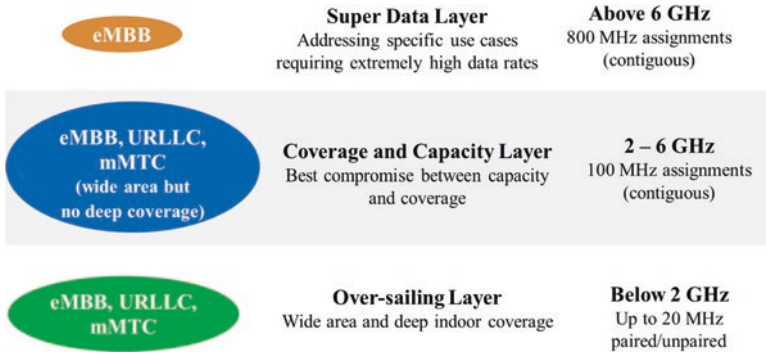 eMBB
Super Data Layer
Addressing specific use cases
requiring extremely high data rates
Above 6 GHz
800 MHz assignments
(contiguous)
eMBB, URLLC,
mMTC
(wide area but
no deep coverage)
Coverage and Capacity Layer
Best compromise between capacity
and coverage
2 – 6 GHz
100 MHz assignments
(contiguous)
eMBB, URLLC,
mMTC
Over-sailing Layer
Wide area and deep indoor coverage
Below 2 GHz
Up to 20 MHz
paired/unpaired